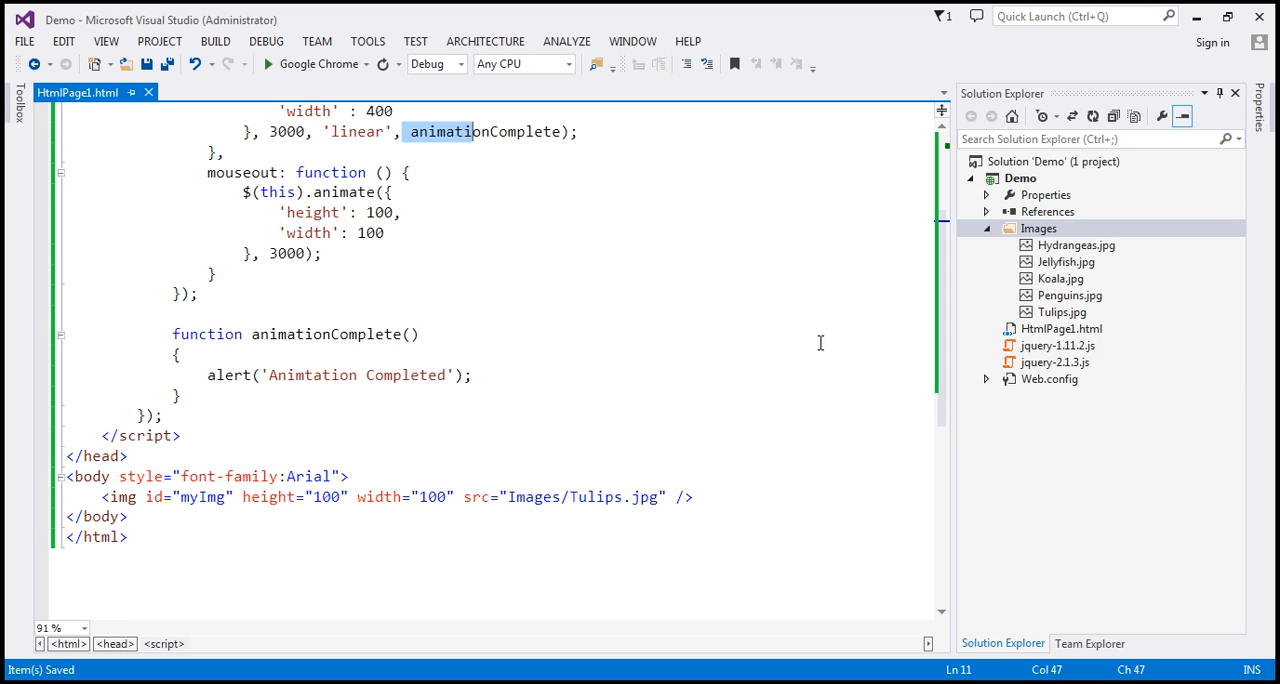 Demo - Microsoft Visual Studio (Administrator)
1
Quick Launch (Ctrl+Q)
FILE EDIT VIEW PROJECT BUILD DEBUG TEAM TOOLS TEST ARCHITECTURE ANALYZE WINDOW HELP
Sign in
Google Chrome Debug Any CPU
Toolbox
HtmlPage1.html
'width' : 400
}, 3000, 'linear', animationComplete);
},
mouseout: function () {
$(this).animate({
'height': 100,
'width': 100
}, 3000);
}
});
function animationComplete()
{
alert('Animtation Completed');
}
});
</script>
</head>
<body style="font-family:Arial">
<img id="myImg" height="100" width="100" src="Images/Tulips.jpg" />
</body>
</html>
91 %
<html> <head> <script>
Solution Explorer
Search Solution Explorer (Ctrl+;)
Solution 'Demo' (1 project)
Demo
Properties
References
Images
Hydrangeas.jpg
Jellyfish.jpg
Koala.jpg
Penguins.jpg
Tulips.jpg
HtmlPage1.html
jquery-1.11.2.js
jquery-2.1.3.js
Web.config
Solution Explorer Team Explorer
Properties
Item(s) Saved Ln 11 Col 47 Ch 47 INS